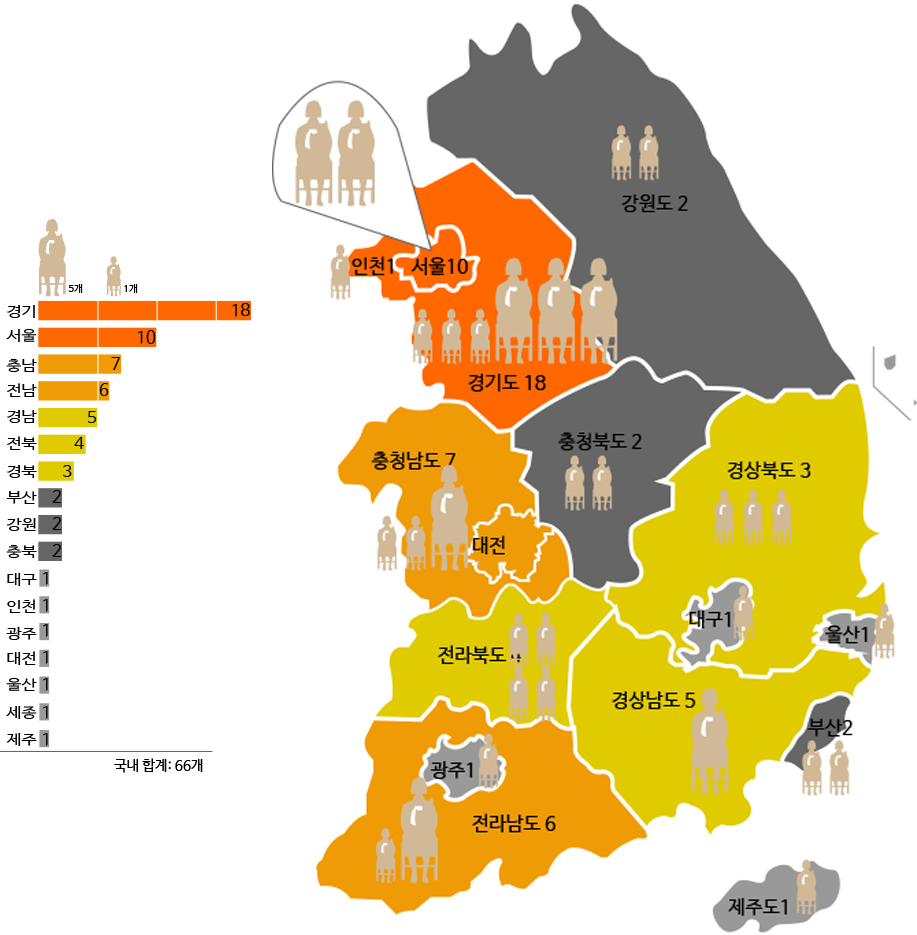 5개 1개
경기 18
서울 10
충남 7
전남 6
경남 5
전북 4
경북 3
부산 2
강원 2
충북 2
대구 1
인천 1
광주 1
대전 1
울산 1
세종 1
제주 1
국내 합계: 66개
강원도 2
인천1 서울10
경기도 18
충청북도 2
충청남도 7
경상북도 3
대전
대구1
울산1
전라북도 4
경상남도 5
부산2
광주1
전라남도 6
제주도1